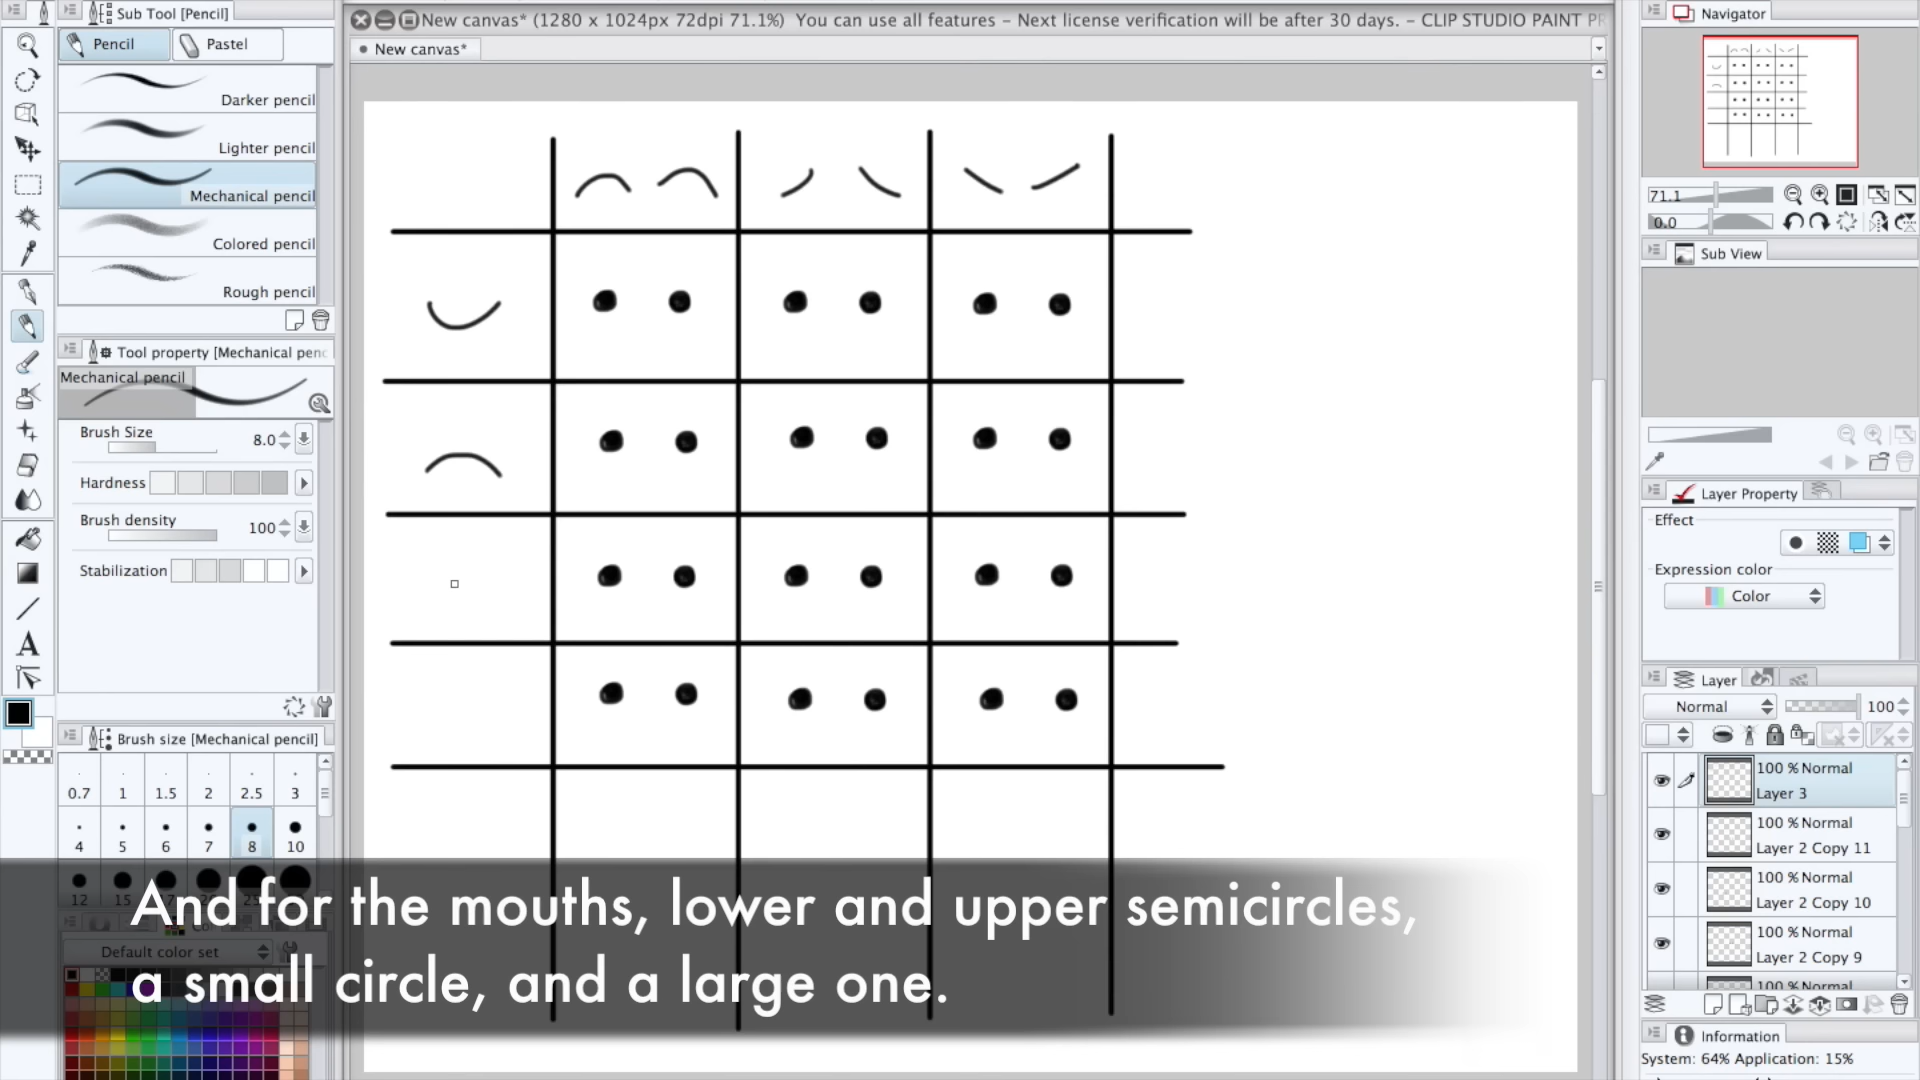 Sub Tool [Pencil]
Pencil
Pastel
Darker pencil
Lighter pencil
Mechanical pencil
Colored pencil
Rough pencil
Tool property [Mechanical penc
Mechanical pencil
Brush Size
8.0
Hardness
Brush density
100
Stabilization
Brush size [Mechanical pencil]
0.7 1 1.5 2 2.5 3
4 5 6 7 8 10
12 15
Default color set
New canvas* (1280 x 1024px 72dpi 71.1%) You can use all features - Next license verification will be after 30 days. - CLIP STUDIO PAINT PR
New canvas*
And for the mouths, lower and upper semicircles,
a small circle, and a large one.
Navigator
71.1
0.0
Sub View
Layer Property
Effect
Expression color
Color
Layer
Normal
100
100 % Normal
Layer 3
100 % Normal
Layer 2 Copy 11
100 % Normal
Layer 2 Copy 10
100 % Normal
Layer 2 Copy 9
100 % Normal
Information
System: 64% Application: 15%